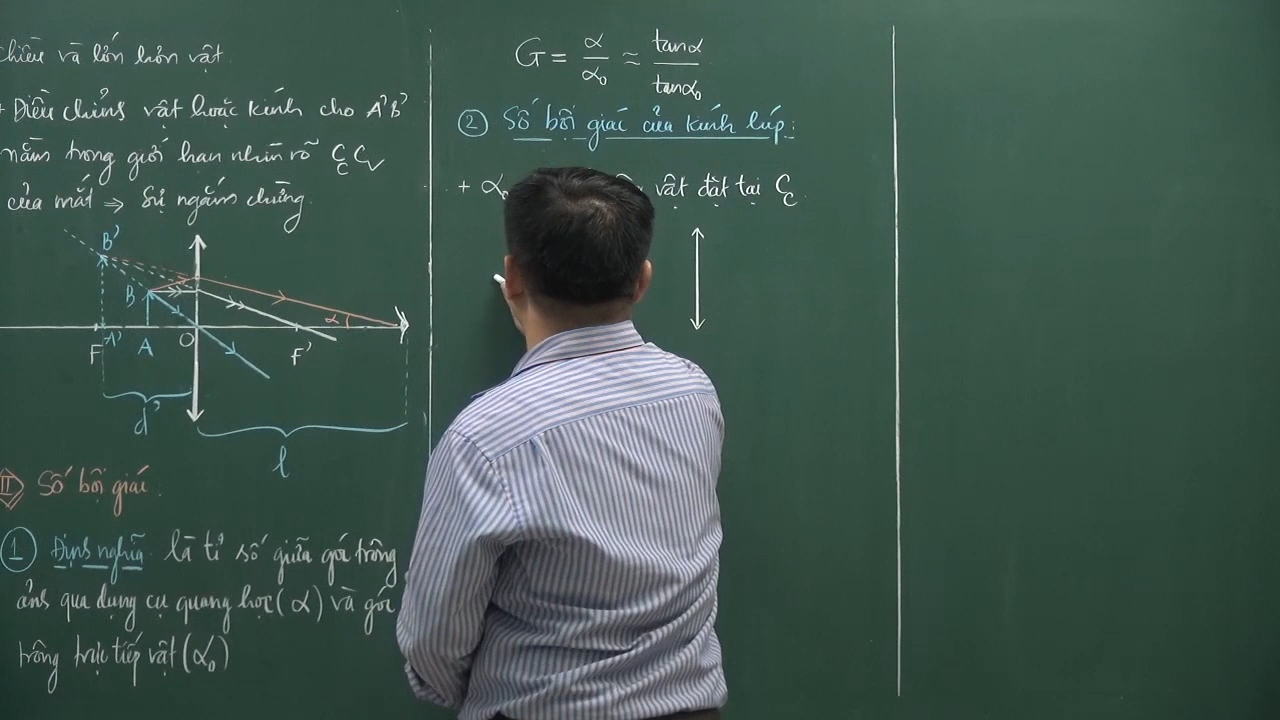 chiều và lớn hơn vật.
+ Điều chỉnh vật hoặc kính cho A'B'
nằm trong giới hạn nhìn rõ C_C C_V
của mắt ⇒ Sự ngắm chừng.
B'
B
α
A'
O
F
A
F'
d'
l
II Số bội giác.
1 Định nghĩa là tỉ số giữa góc trông
ảnh qua dụng cụ quang học (α) và góc
trông trực tiếp vật (α₀)
G = α/α₀ ≈ tanα/tanα₀
2 Số bội giác của kính lúp:
+ α₀ vật đặt tại C_C.